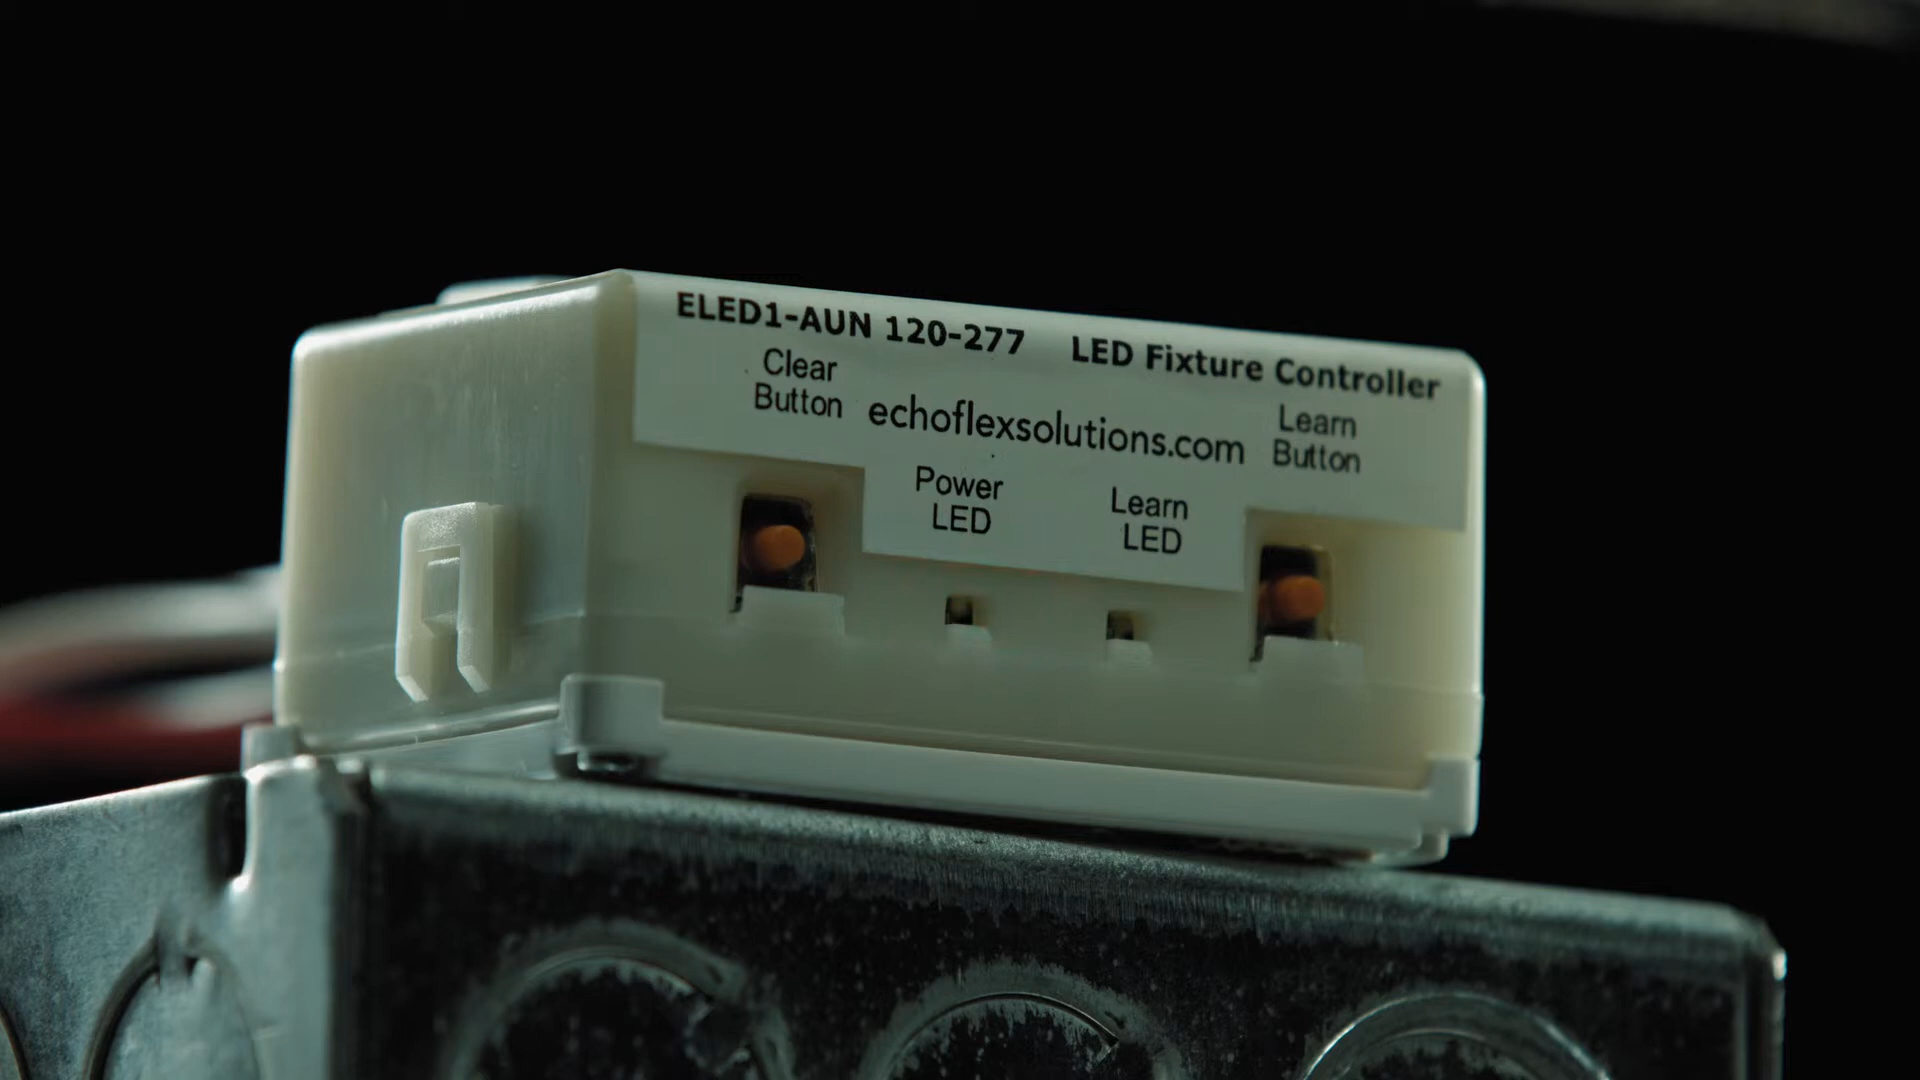 ELED1-AUN 120-277 LED Fixture Controller
Clear
Button
echoflexsolutions.com
Learn
Button
Power
LED
Learn
LED